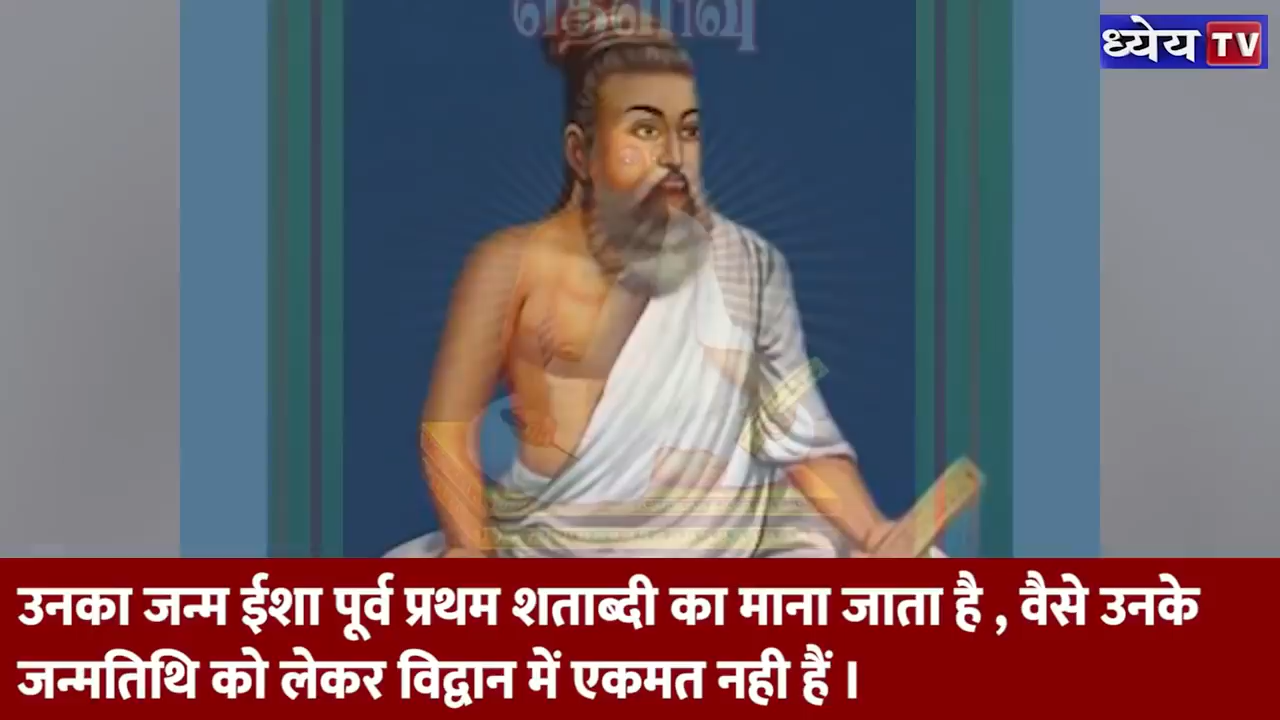 தெளிவு
ध्येय TV
उनका जन्म ईशा पूर्व प्रथम शताब्दी का माना जाता है , वैसे उनके
जन्मतिथि को लेकर विद्वान में एकमत नही हैं ।